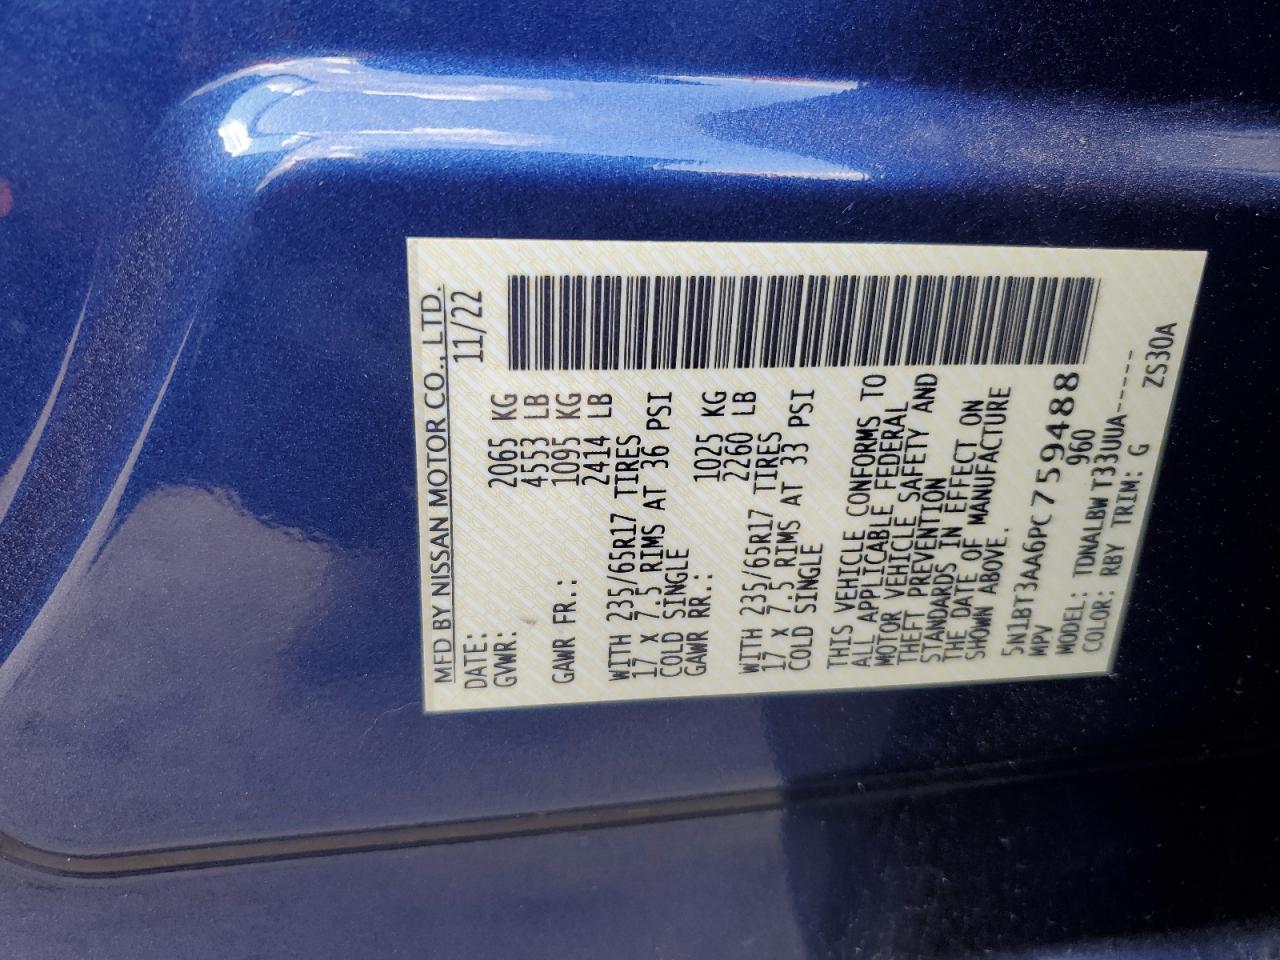 MFD BY NISSAN MOTOR CO., LTD.
DATE: 11/22
GVWR: 2065 KG
4553 LB
GAWR FR.: 1095 KG
2414 LB
WITH 235/65R17 TIRES
17 X 7.5 RIMS AT 36 PSI
COLD SINGLE
GAWR RR.: 1025 KG
2260 LB
WITH 235/65R17 TIRES
17 X 7.5 RIMS AT 33 PSI
COLD SINGLE
THIS VEHICLE CONFORMS TO
ALL APPLICABLE FEDERAL
MOTOR VEHICLE SAFETY AND
THEFT PREVENTION
STANDARDS IN EFFECT ON
THE DATE OF MANUFACTURE
SHOWN ABOVE.
5N1BT3AA6PC759488
MPV 960
MODEL: TDNALBW T33UUA-----
COLOR: RBY TRIM: G ZS30A